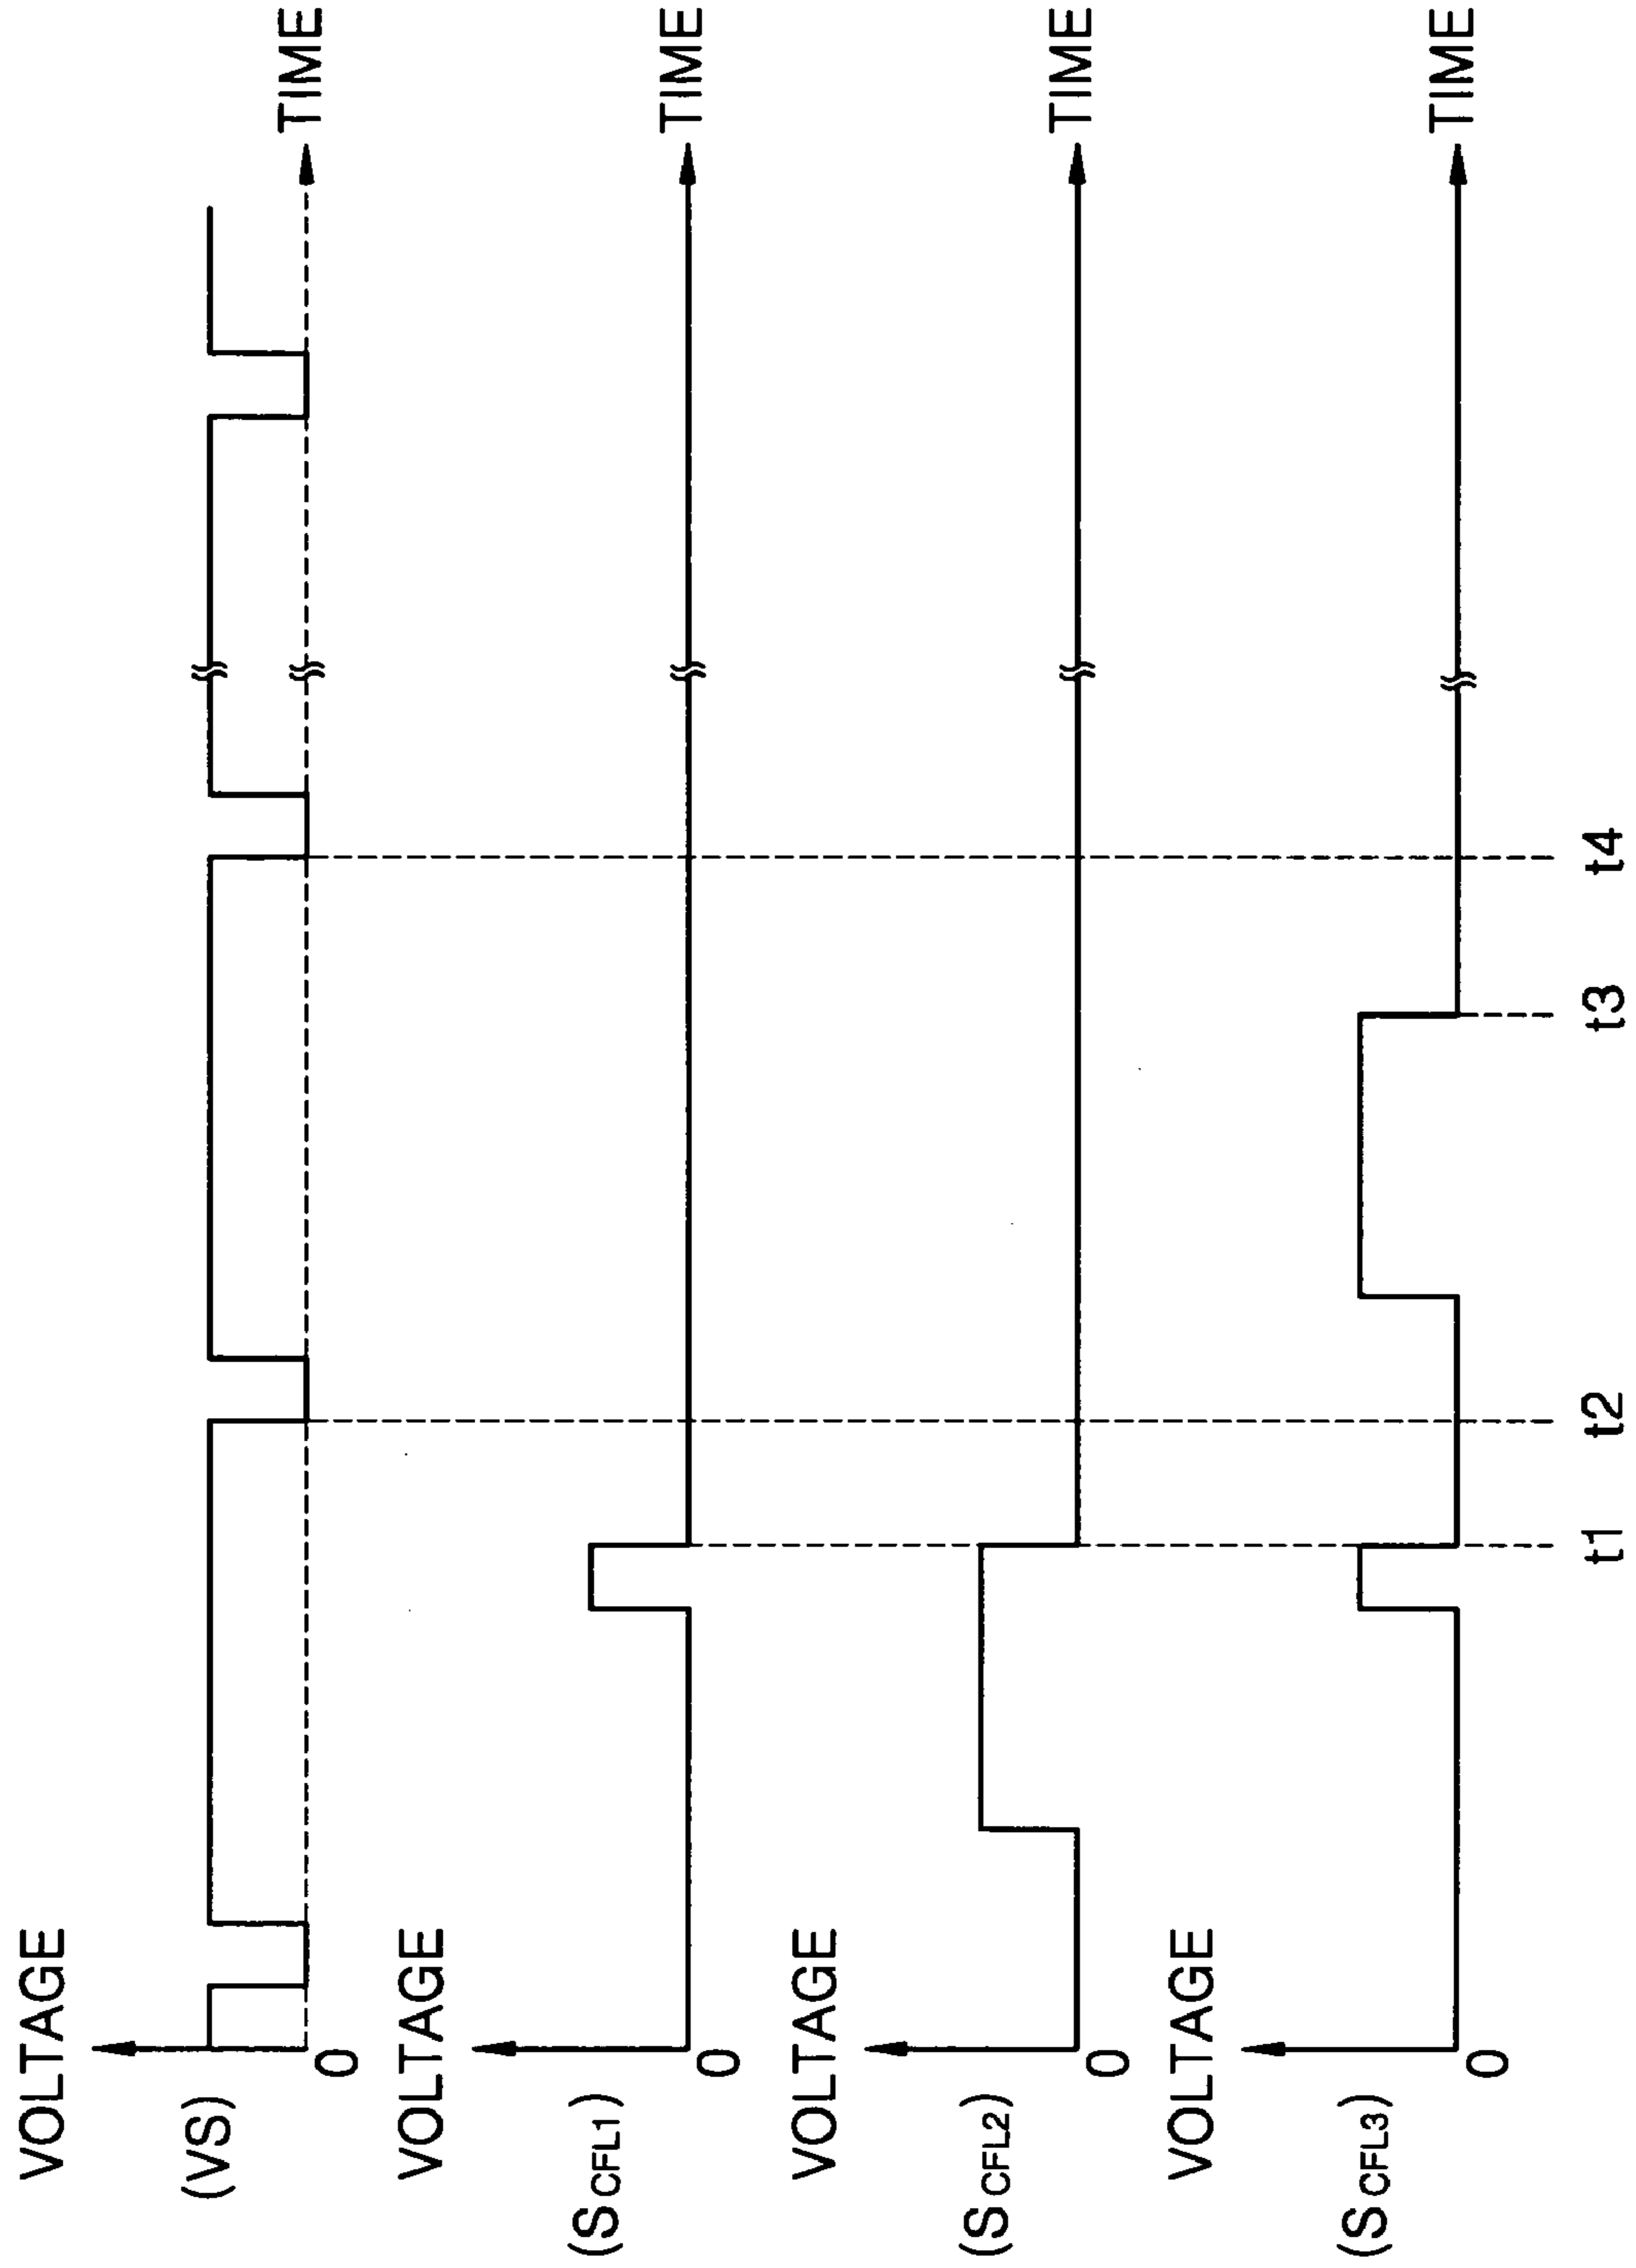 VOLTAGE
(VS)
0
TIME
VOLTAGE
(SCFL1)
0
TIME
VOLTAGE
(SCFL2)
0
TIME
VOLTAGE
(SCFL3)
0
TIME
t1 t2 t3 t4